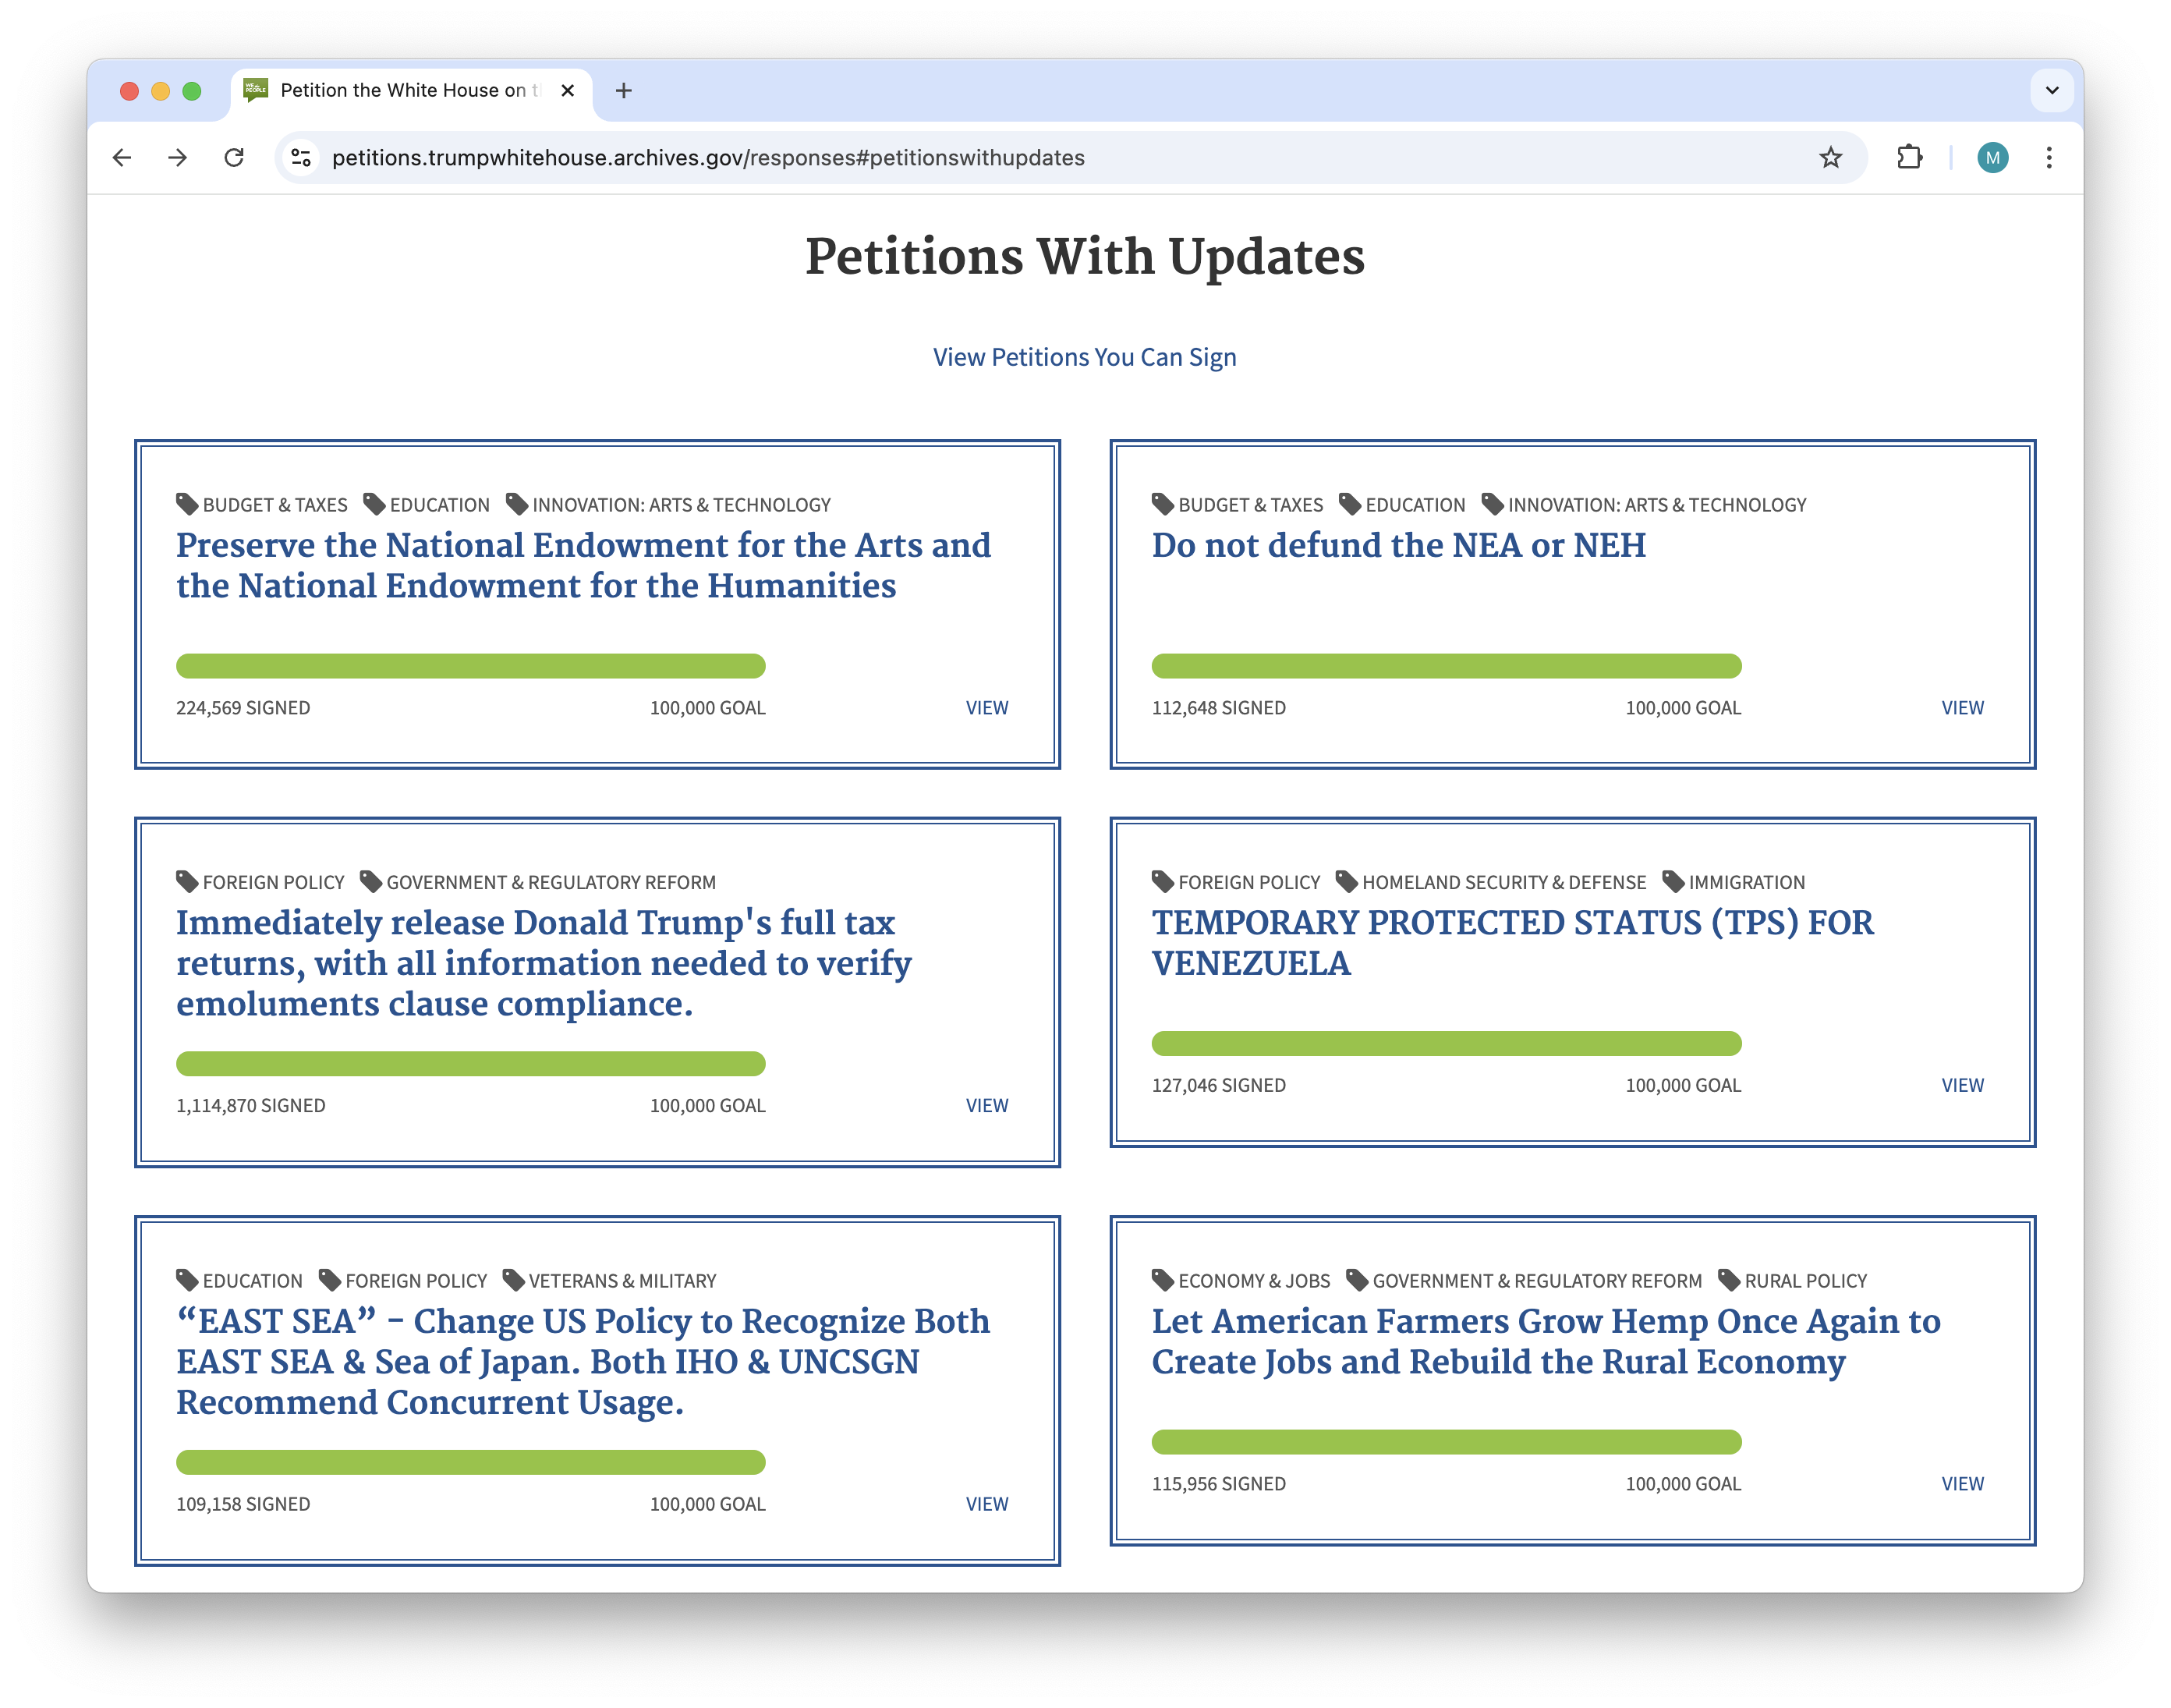 Petition the White House on t
petitions.trumpwhitehouse.archives.gov/responses#petitionswithupdates
M
Petitions With Updates
View Petitions You Can Sign
BUDGET & TAXES EDUCATION INNOVATION: ARTS & TECHNOLOGY
Preserve the National Endowment for the Arts and
the National Endowment for the Humanities
224,569 SIGNED 100,000 GOAL VIEW
BUDGET & TAXES EDUCATION INNOVATION: ARTS & TECHNOLOGY
Do not defund the NEA or NEH
112,648 SIGNED 100,000 GOAL VIEW
FOREIGN POLICY GOVERNMENT & REGULATORY REFORM
Immediately release Donald Trump's full tax
returns, with all information needed to verify
emoluments clause compliance.
1,114,870 SIGNED 100,000 GOAL VIEW
FOREIGN POLICY HOMELAND SECURITY & DEFENSE IMMIGRATION
TEMPORARY PROTECTED STATUS (TPS) FOR
VENEZUELA
127,046 SIGNED 100,000 GOAL VIEW
EDUCATION FOREIGN POLICY VETERANS & MILITARY
“EAST SEA” – Change US Policy to Recognize Both
EAST SEA & Sea of Japan. Both IHO & UNCSGN
Recommend Concurrent Usage.
109,158 SIGNED 100,000 GOAL VIEW
ECONOMY & JOBS GOVERNMENT & REGULATORY REFORM RURAL POLICY
Let American Farmers Grow Hemp Once Again to
Create Jobs and Rebuild the Rural Economy
115,956 SIGNED 100,000 GOAL VIEW